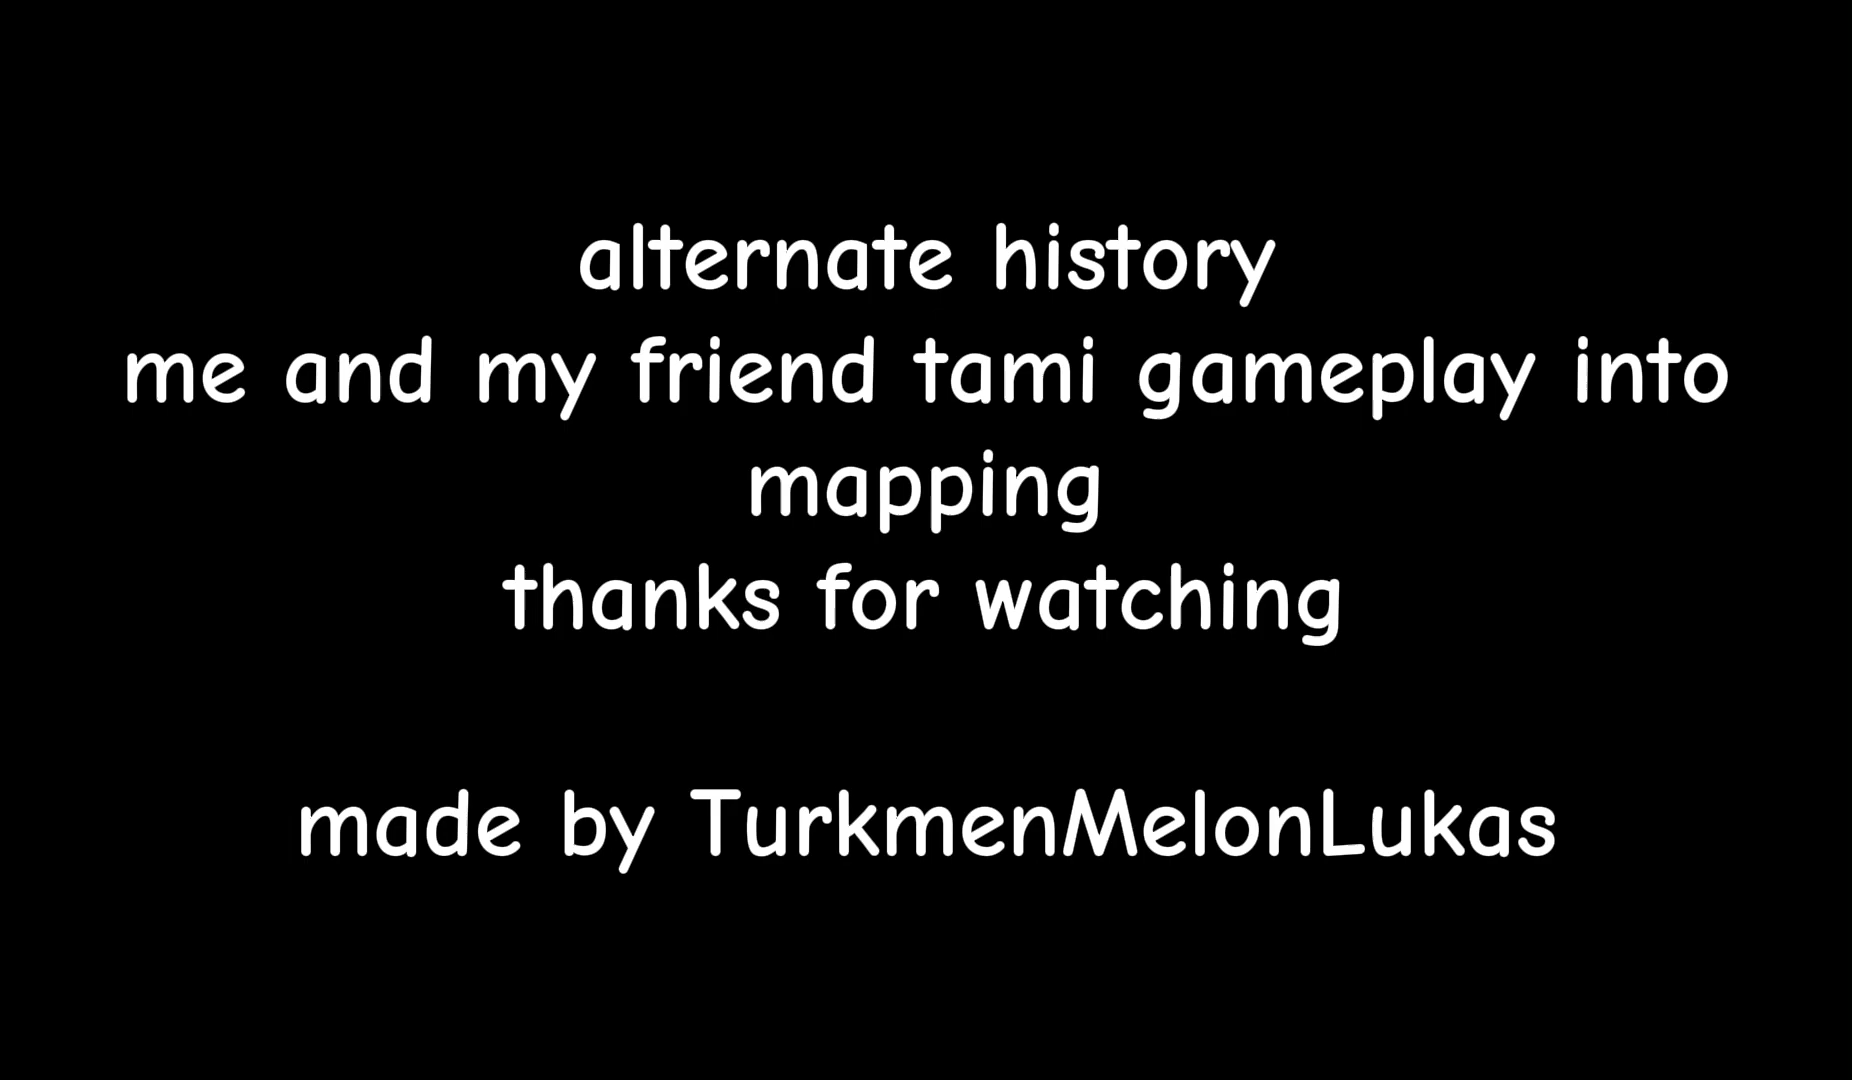 alternate history
me and my friend tami gameplay into
mapping
thanks for watching
made by TurkmenMelonLukas